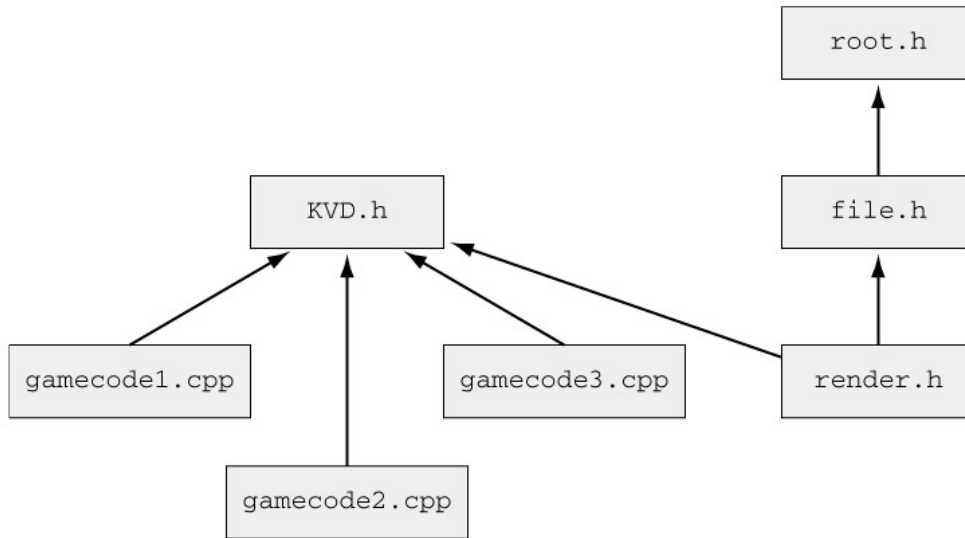 root.h
KVD.h
file.h
gamecode1.cpp
gamecode3.cpp
render.h
gamecode2.cpp